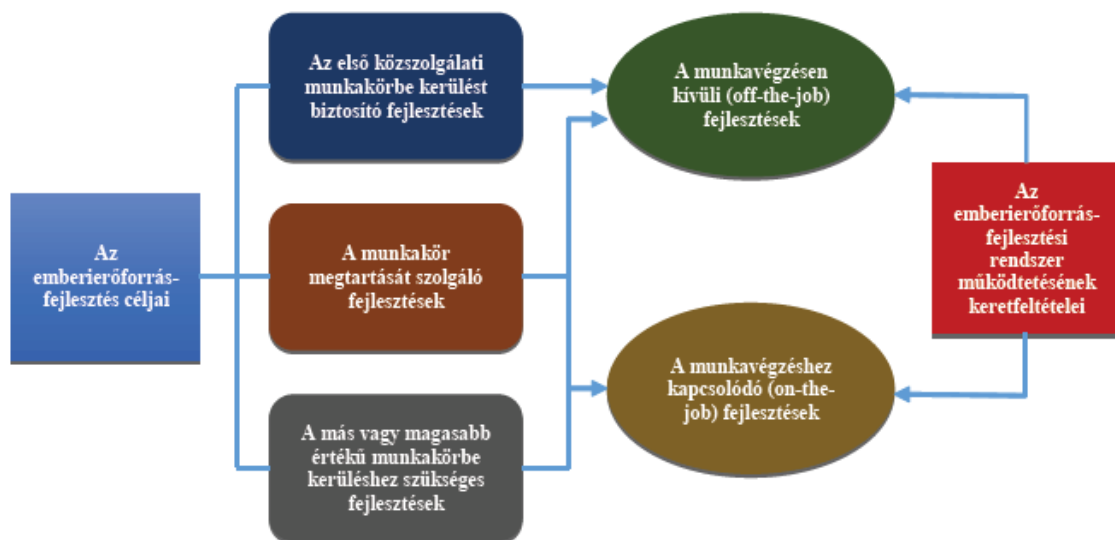 Az
emberierőforrás-
fejlesztés céljai
Az első közszolgálati
munkakörbe kerülést
biztosító fejlesztések
A munkakör
megtartását szolgáló
fejlesztések
A más vagy magasabb
értékű munkakörbe
kerüléshez szükséges
fejlesztések
A munkavégzésen
kívüli (off-the-job)
fejlesztések
A munkavégzéshez
kapcsolódó (on-the-
job) fejlesztések
Az
emberierőforrás-
fejlesztési
rendszer
működtetésének
keretfeltételei